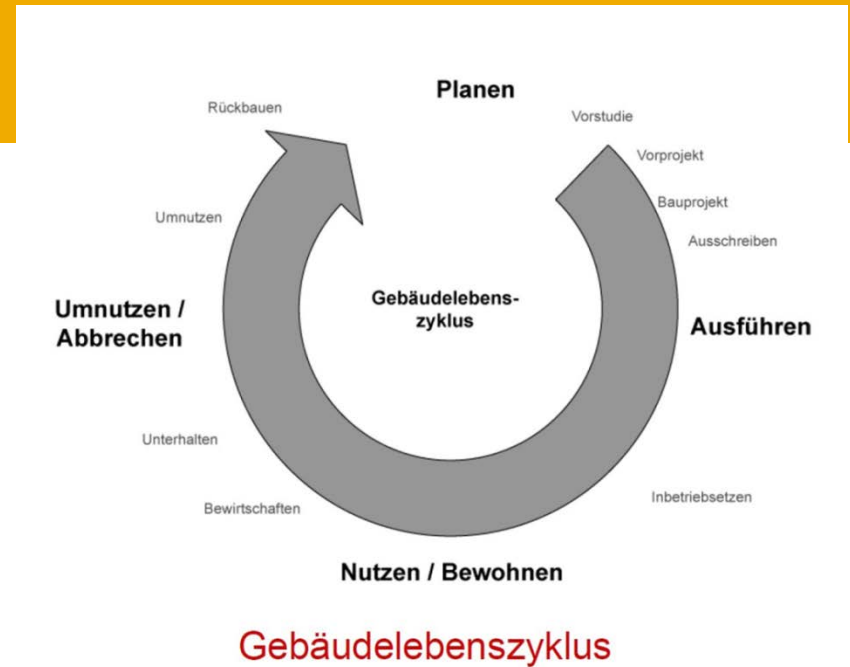 Planen
Rückbauen
Vorstudie
Vorprojekt
Bauprojekt
Umnutzen
Ausschreiben
Gebäudelebens-
zyklus
Umnutzen /
Abbrechen
Ausführen
Unterhalten
Bewirtschaften
Inbetriebsetzen
Nutzen / Bewohnen
Gebäudelebenszyklus